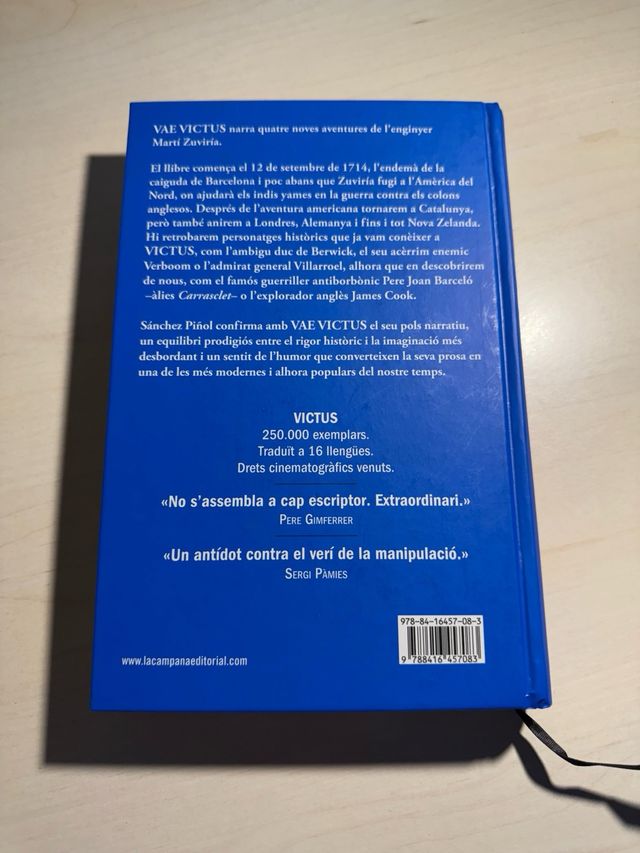 VAE VICTUS narra quatre noves aventures de l'enginyer
Martí Zuviría.
El llibre comença el 12 de setembre de 1714, l'endemà de la
caiguda de Barcelona i poc abans que Zuviría fugi a l'Amèrica del
Nord, on ajudarà els indis yames en la guerra contra els colons
anglesos. Després de l'aventura americana tornarem a Catalunya,
però també anirem a Londres, Alemanya i fins i tot Nova Zelanda.
Hi retrobarem personatges històrics que ja vam conèixer a
VICTUS, com l'ambigu duc de Berwick, el seu acèrrim enemic
Verboom o l'admirat general Villarroel, alhora que en descobrirem
de nous, com el famós guerriller antiborbònic Pere Joan Barceló
–àlies Carrasclet– o l'explorador anglès James Cook.
Sánchez Piñol confirma amb VAE VICTUS el seu pols narratiu,
un equilibri prodigiós entre el rigor històric i la imaginació més
desbordant i un sentit de l'humor que converteixen la seva prosa en
una de les més modernes i alhora populars del nostre temps.
VICTUS
250.000 exemplars.
Traduït a 16 llengües.
Drets cinematogràfics venuts.
«No s'assembla a cap escriptor. Extraordinari.»
Pere Gimferrer
«Un antídot contra el verí de la manipulació.»
Sergi Pàmies
978-84-16457-08-3
9 788416 457083
www.lacampanaeditorial.com